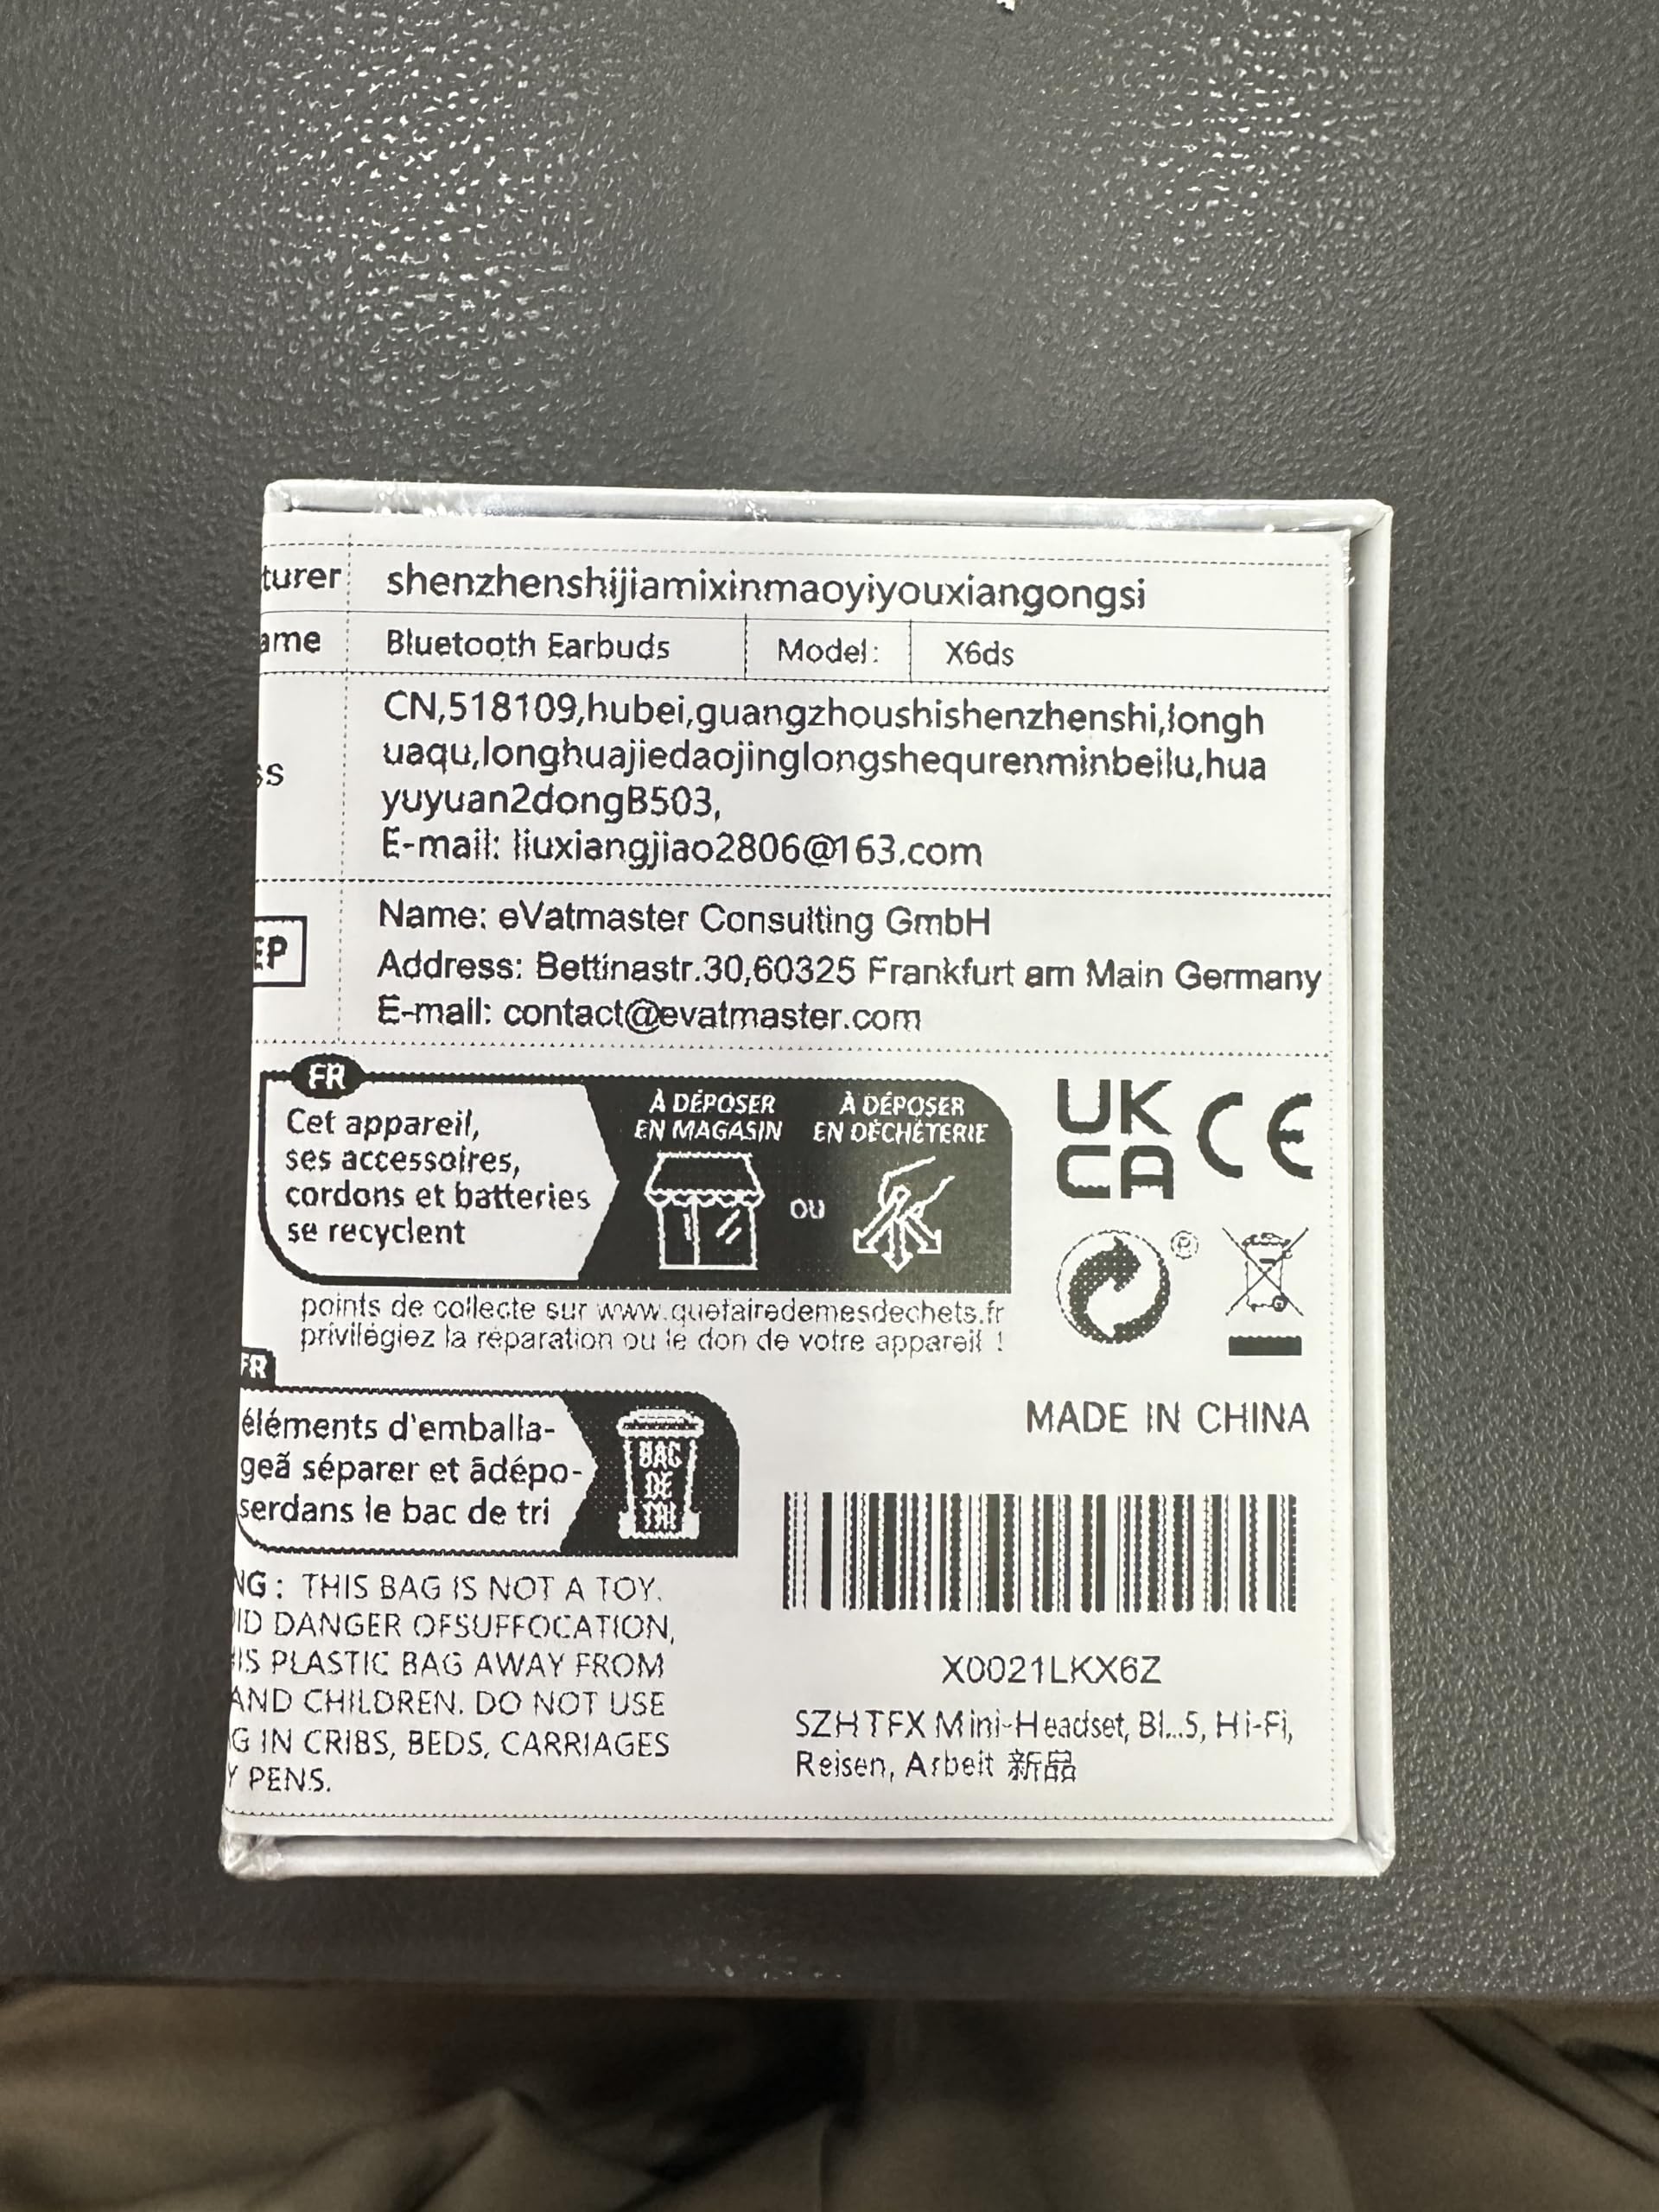 turer
shenzhenshijiamixinmaoyiyouxiangongsi
ame
Bluetooth Earbuds
Model:
X6ds
ss
CN,518109,hubei,guangzhoushishenzhenshi,longh
uaqu,longhuajiedaojinglongshequrenminbeilu,hua
yuyuan2dongB503,
E-mail: liuxiangjiao2806@163.com
EP
Name: eVatmaster Consulting GmbH
Address: Bettinastr.30,60325 Frankfurt am Main Germany
E-mail: contact@evatmaster.com
FR
Cet appareil,
ses accessoires,
cordons et batteries
se recyclent
À DÉPOSER
EN MAGASIN
OU
À DÉPOSER
EN DÉCHÈTERIE
points de collecte sur www.quefairedemesdechets.fr
privilégiez la réparation ou le don de votre appareil !
UK
CA
CE
®
FR
éléments d'emballa-
geã séparer et ãdépo-
serdans le bac de tri
BAC
DE
TRI
MADE IN CHINA
NG: THIS BAG IS NOT A TOY.
ID DANGER OFSUFFOCATION,
IS PLASTIC BAG AWAY FROM
AND CHILDREN. DO NOT USE
G IN CRIBS, BEDS, CARRIAGES
Y PENS.
X0021LKX6Z
SZHTFX Mini-Headset, Bl...5, Hi-Fi,
Reisen, Arbeit 新品